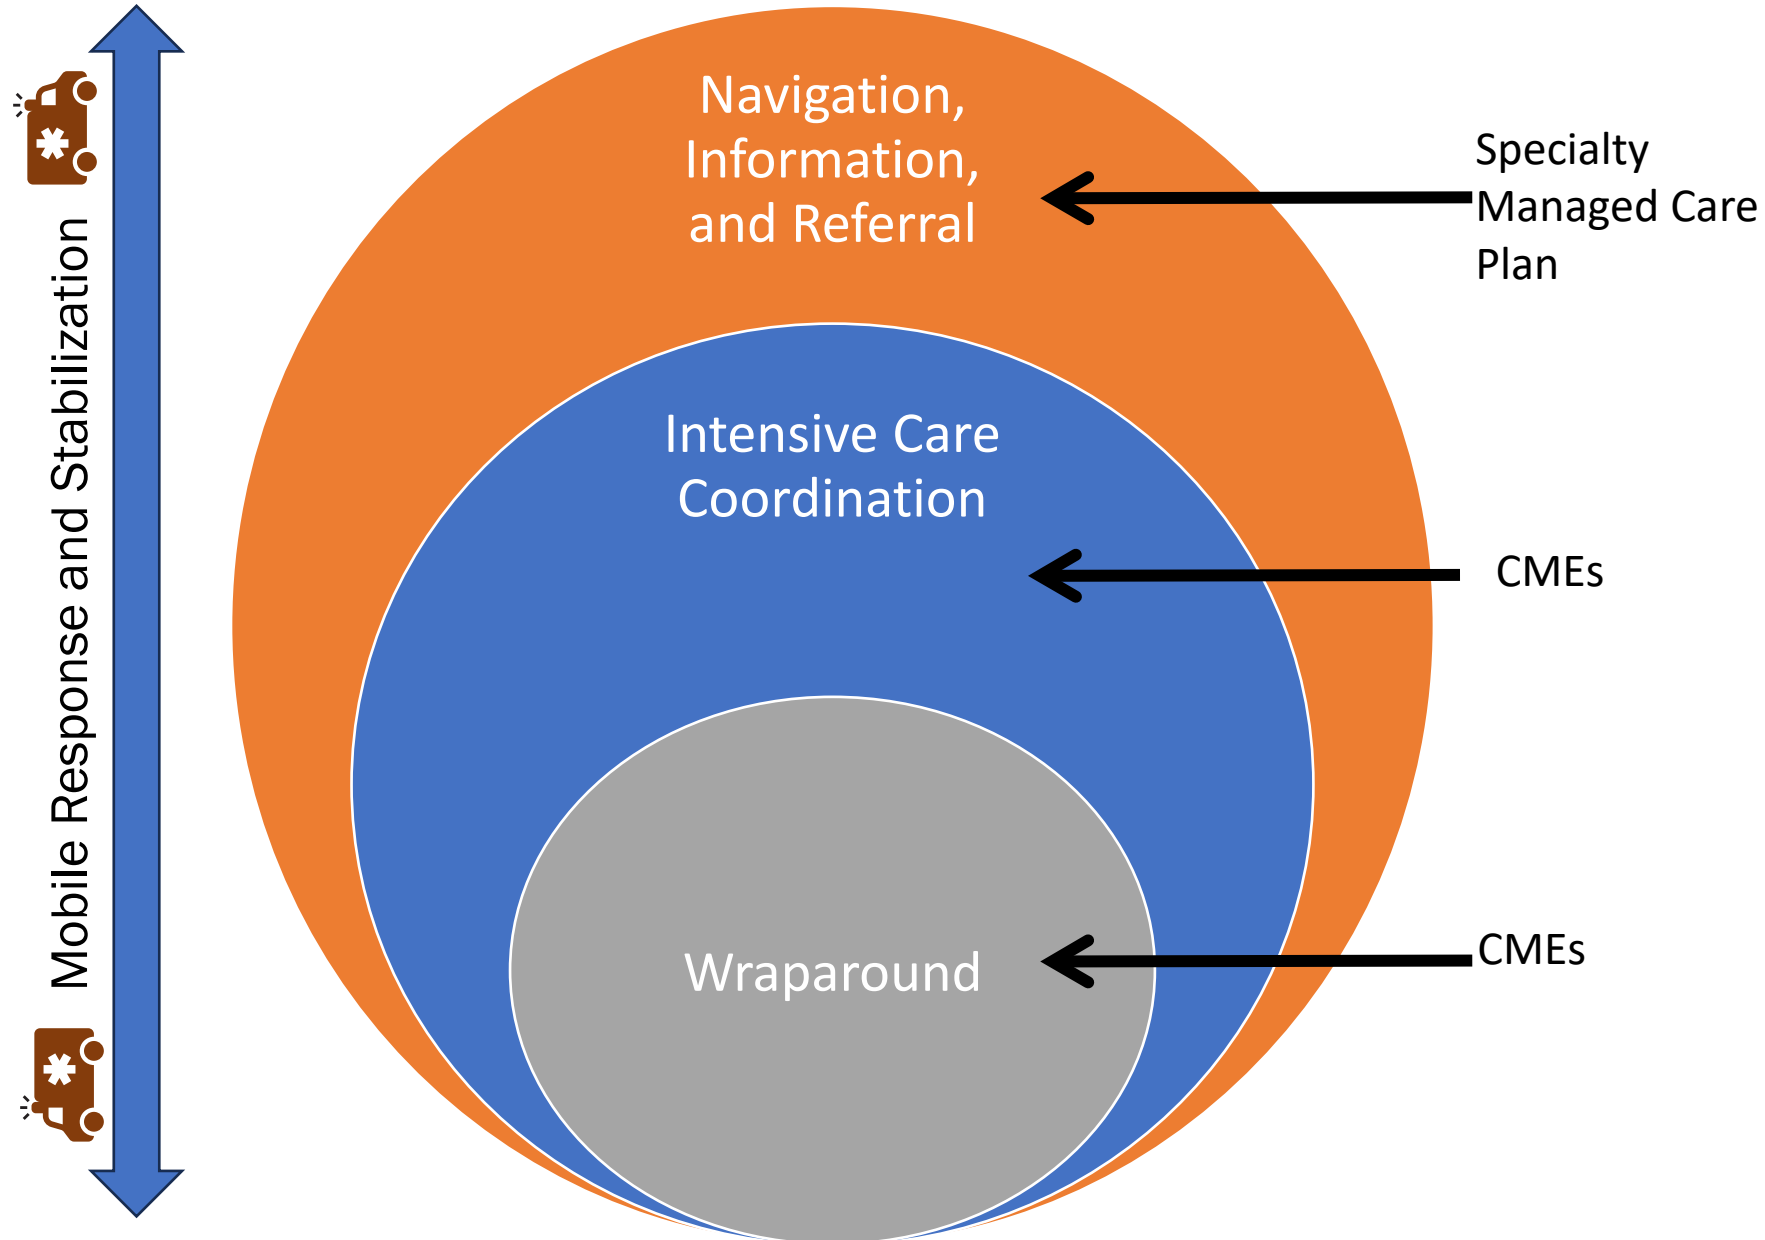 Mobile Response and Stabilization
Navigation,
Information,
and Referral
Specialty
Managed Care
Plan
Intensive Care
Coordination
CMEs
Wraparound
CMEs